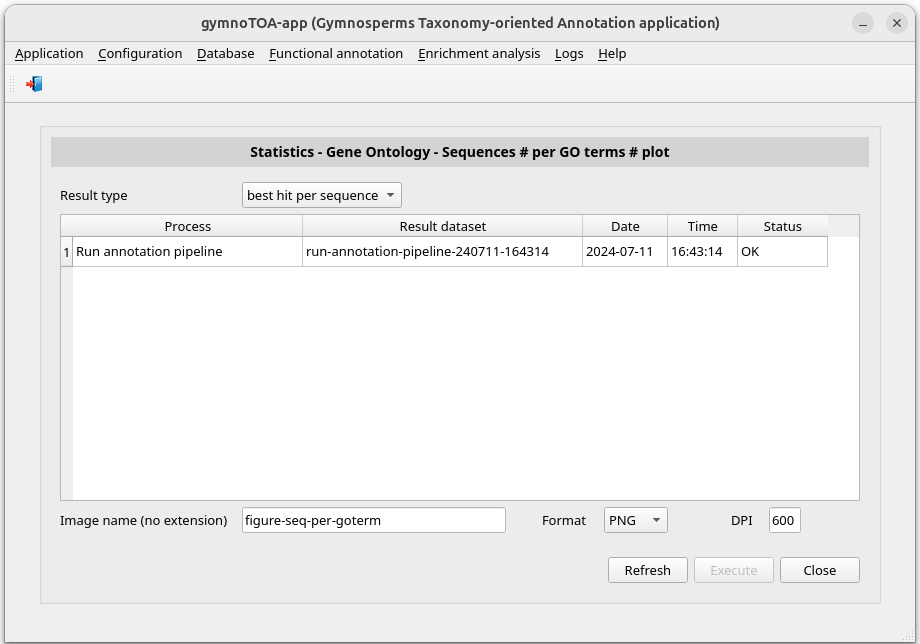 gymnoTOA-app (Gymnosperms Taxonomy-oriented Annotation application)
Application Configuration Database Functional annotation Enrichment analysis Logs Help
Statistics - Gene Ontology - Sequences # per GO terms # plot
Result type best hit per sequence
Process Result dataset Date Time Status
1 Run annotation pipeline run-annotation-pipeline-240711-164314 2024-07-11 16:43:14 OK
Image name (no extension) figure-seq-per-goterm Format PNG DPI 600
Refresh Execute Close